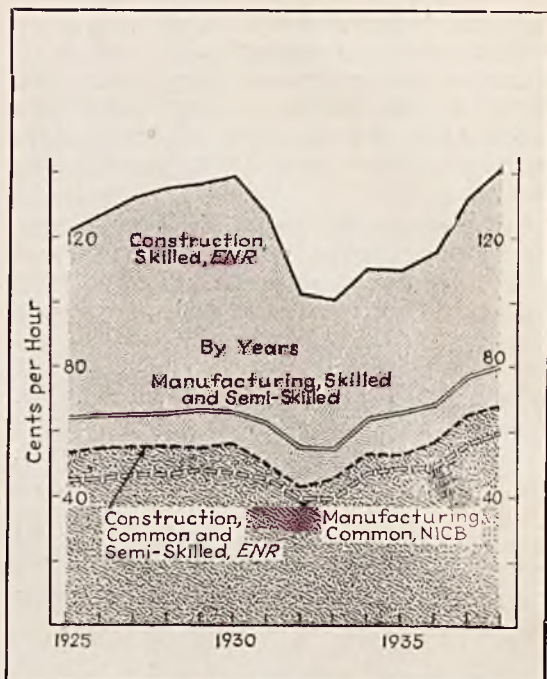 120
120
Construction,
Skilled, ENR
By Years
80
80
Manufacturing, Skilled
and Semi-Skilled
Cents per Hour
40
40
Construction,
Common and
Semi-Skilled, ENR
Manufacturing,
Common, NICB
1925
1930
1935